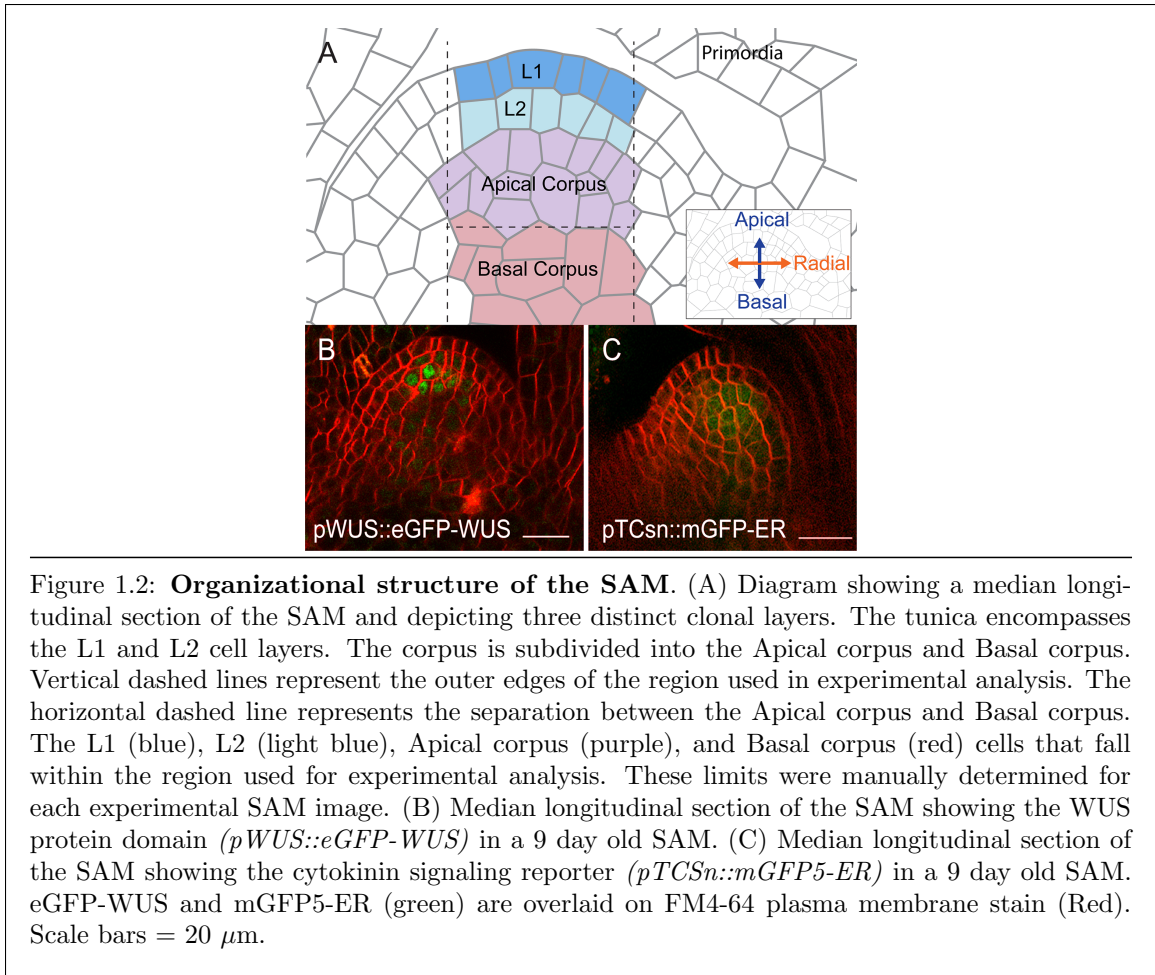 A
Primordia
L1
L2
Apical Corpus
Basal Corpus
Apical
Radial
Basal
B
pWUS::eGFP-WUS
C
pTCsn::mGFP-ER
Figure 1.2: Organizational structure of the SAM. (A) Diagram showing a median longi-
tudinal section of the SAM and depicting three distinct clonal layers. The tunica encompasses
the L1 and L2 cell layers. The corpus is subdivided into the Apical corpus and Basal corpus.
Vertical dashed lines represent the outer edges of the region used in experimental analysis. The
horizontal dashed line represents the separation between the Apical corpus and Basal corpus.
The L1 (blue), L2 (light blue), Apical corpus (purple), and Basal corpus (red) cells that fall
within the region used for experimental analysis. These limits were manually determined for
each experimental SAM image. (B) Median longitudinal section of the SAM showing the WUS
protein domain (pWUS::eGFP-WUS) in a 9 day old SAM. (C) Median longitudinal section of
the SAM showing the cytokinin signaling reporter (pTCSn::mGFP5-ER) in a 9 day old SAM.
eGFP-WUS and mGFP5-ER (green) are overlaid on FM4-64 plasma membrane stain (Red).
Scale bars = 20 μm.